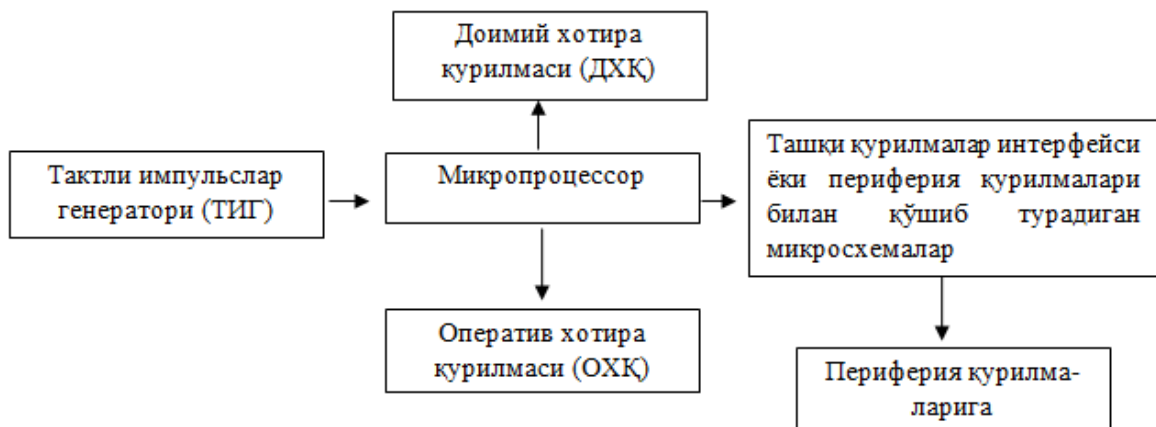 Доимий хотира
қурилмаси (ДХҚ)
Тактли импульслар
генератори (ТИГ)
Микропроцессор
Ташқи қурилмалар интерфейси
ёки периферия қурилмалари
билан қўшиб турадиган
микросхемалар
Оператив хотира
қурилмаси (ОХҚ)
Периферия қурилма-
ларига